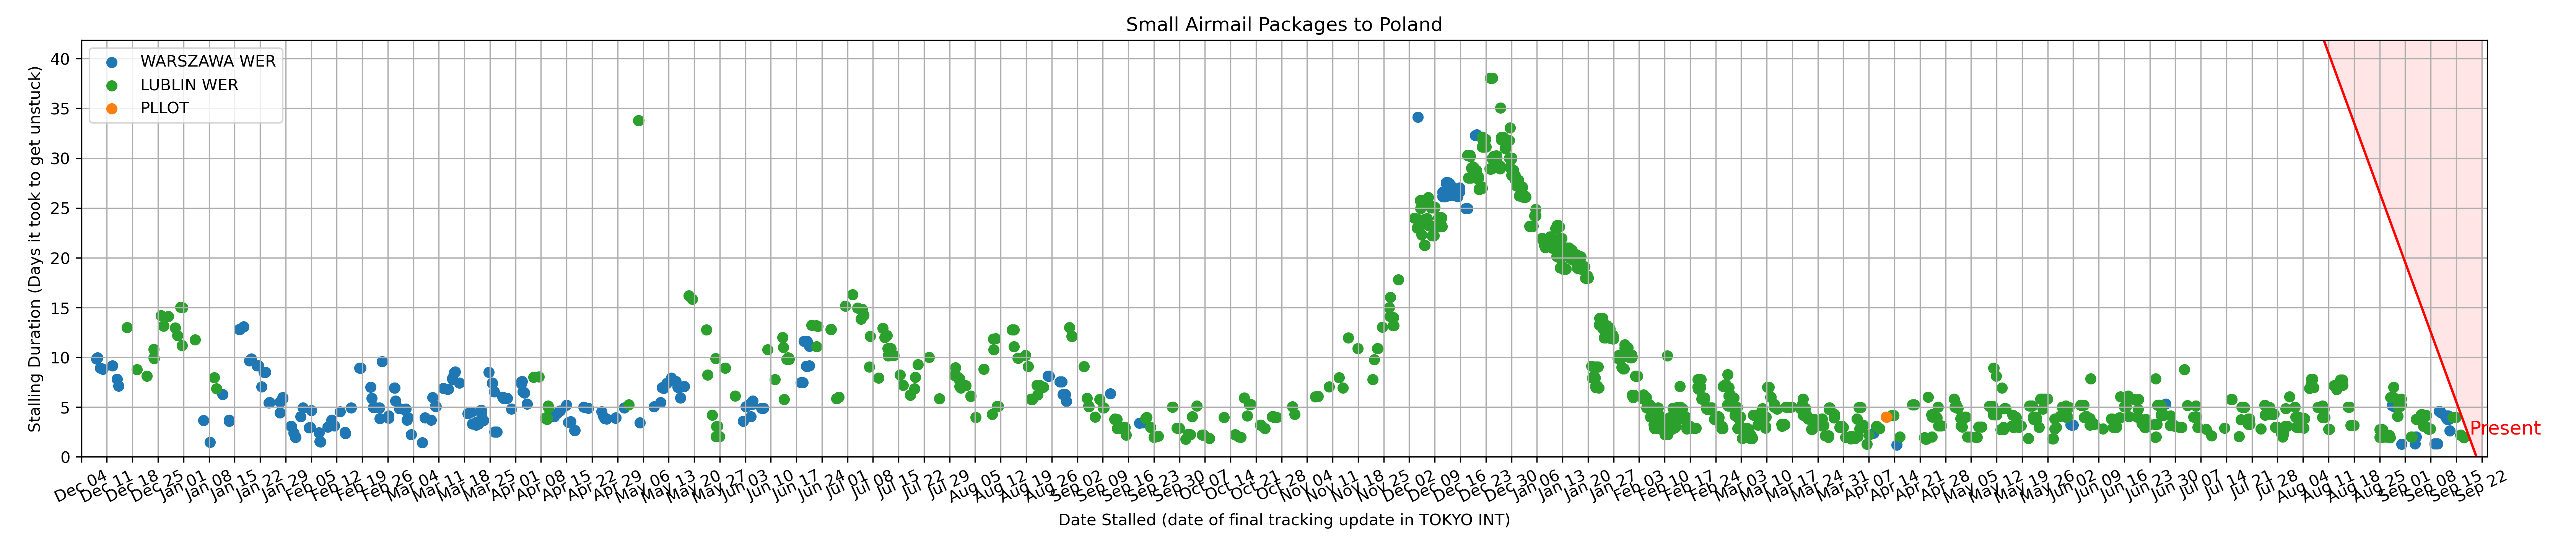 Small Airmail Packages to Poland
WARSZAWA WER
LUBLIN WER
PLLOT
Stalling Duration (Days it took to get unstuck)
40
35
30
25
20
15
10
5
0
Present
Dec 04 Dec 11 Dec 18 Dec 25 Jan 01 Jan 08 Jan 15 Jan 22 Jan 29 Feb 05 Feb 12 Feb 19 Feb 26 Mar 04 Mar 11 Mar 18 Mar 25 Apr 01 Apr 08 Apr 15 Apr 22 Apr 29 May 06 May 13 May 20 May 27 Jun 03 Jun 10 Jun 17 Jun 24 Jul 01 Jul 08 Jul 15 Jul 22 Jul 29 Aug 05 Aug 12 Aug 19 Aug 26 Sep 02 Sep 09 Sep 16 Sep 23 Sep 30 Oct 07 Oct 14 Oct 21 Oct 28 Nov 04 Nov 11 Nov 18 Nov 25 Dec 02 Dec 09 Dec 16 Dec 23 Dec 30 Jan 06 Jan 13 Jan 20 Jan 27 Feb 03 Feb 10 Feb 17 Feb 24 Mar 03 Mar 10 Mar 17 Mar 24 Mar 31 Apr 07 Apr 14 Apr 21 Apr 28 May 05 May 12 May 19 May 26 Jun 02 Jun 09 Jun 16 Jun 23 Jun 30 Jul 07 Jul 14 Jul 21 Jul 28 Aug 04 Aug 11 Aug 18 Aug 25 Sep 01 Sep 08 Sep 15 Sep 22
Date Stalled (date of final tracking update in TOKYO INT)